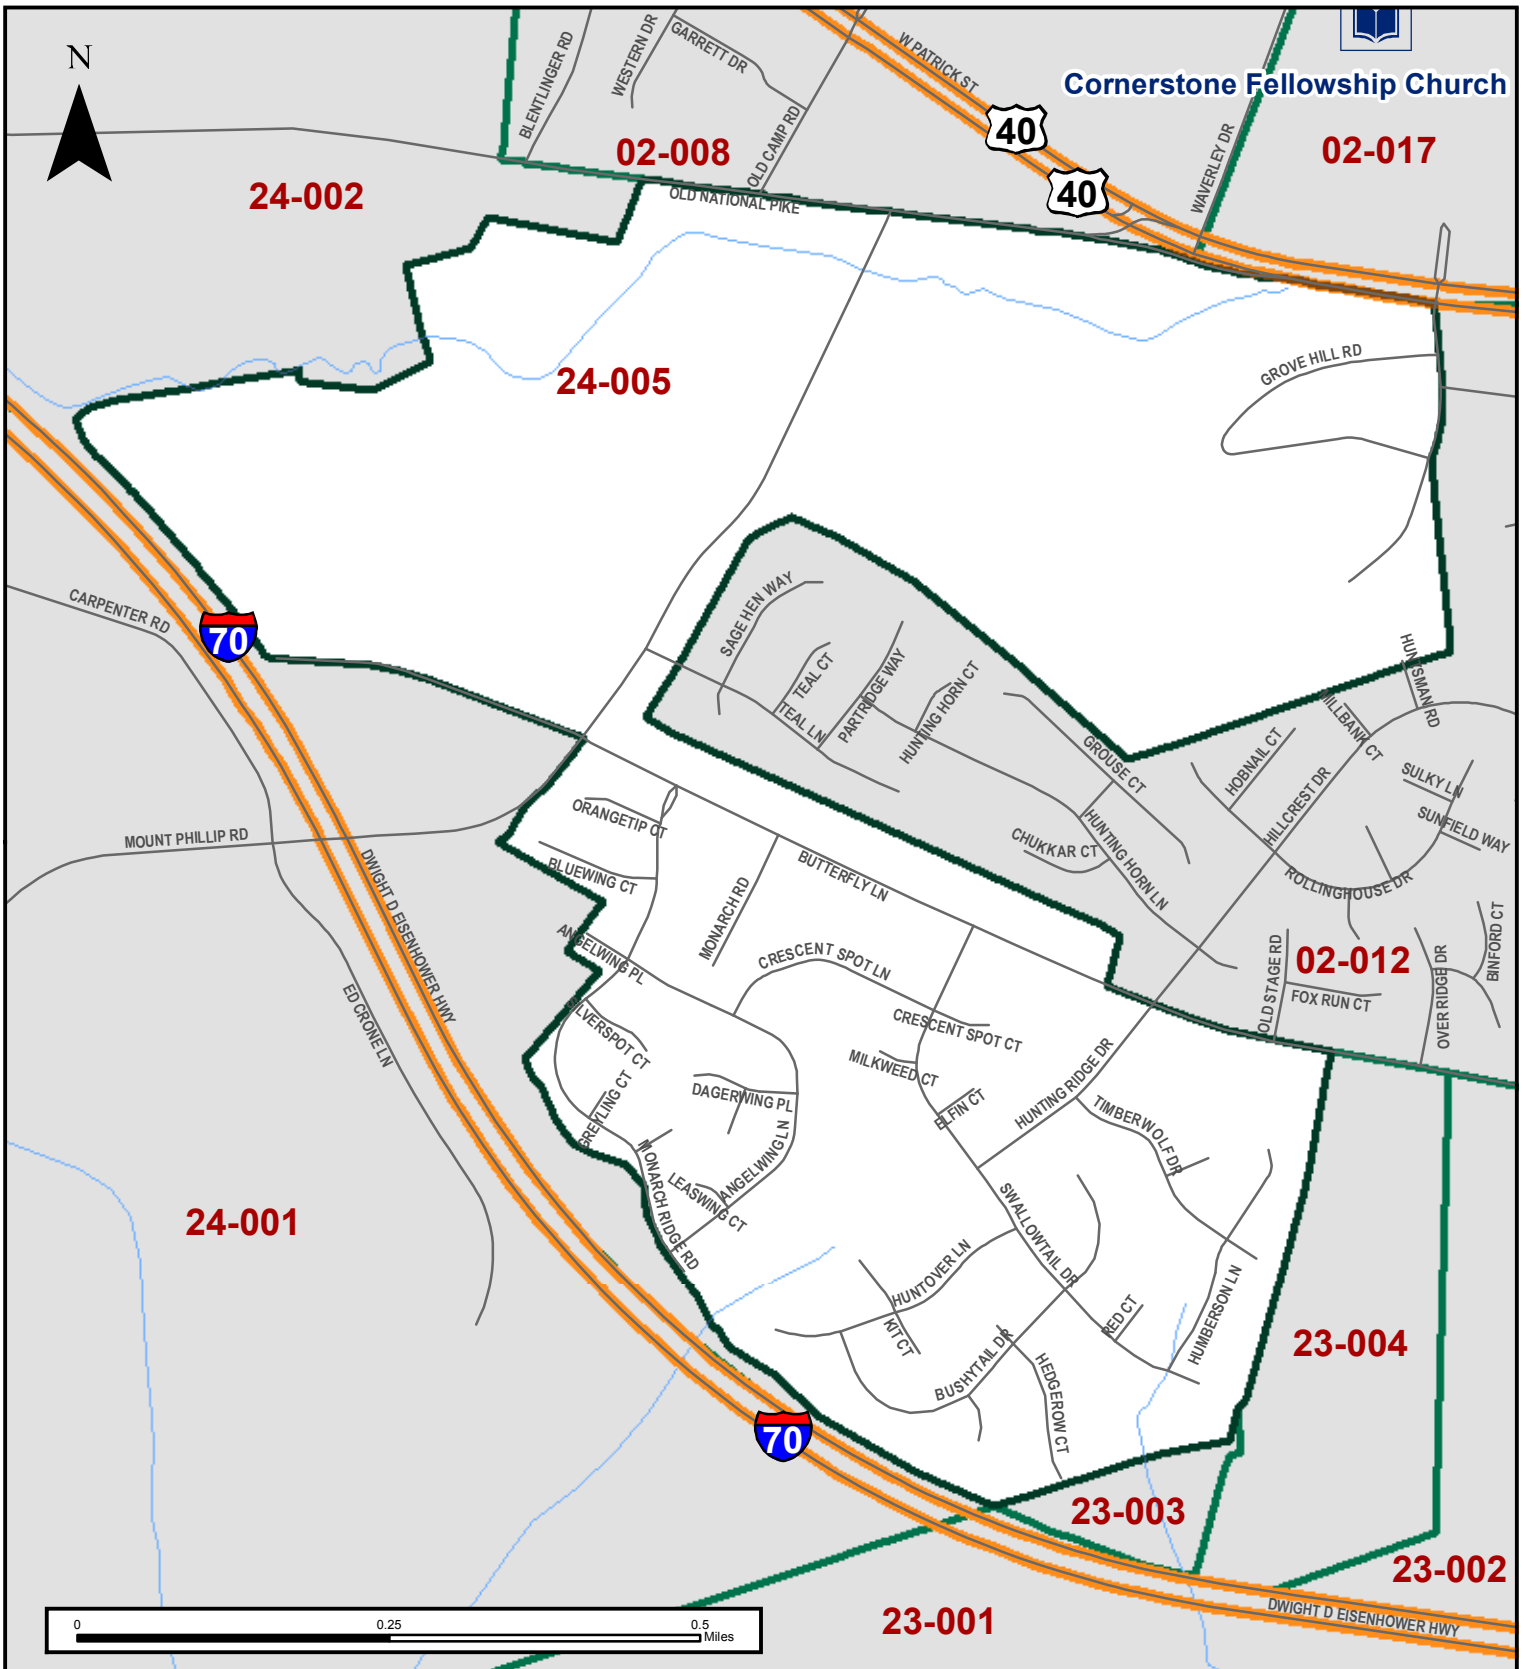 N
BLENTLINGER RD
WESTERN DR
GARRETT DR
W PATRICK ST
Cornerstone Fellowship Church
40
02-008
OLD CAMP RD
02-017
WAVERLEY DR
24-002
40
OLD NATIONAL PIKE
24-005
GROVE HILL RD
CARPENTER RD
70
SAGE HEN WAY
TEAL CT
TEAL LN
PARTRIDGE WAY
HUNTING HORN CT
HUNTSMAN RD
MILLBANK CT
GROUSE CT
HOBNAIL CT
SULKY LN
SUNFIELD WAY
HILLCREST DR
ORANGETIP CT
MOUNT PHILLIP RD
BLUEWING CT
BUTTERFLY LN
CHUKKAR CT
HUNTING HORN LN
ROLLINGHOUSE DR
DWIGHT D EISENHOWER HWY
MONARCH RD
ANGELWING PL
CRESCENT SPOT LN
BINFORD CT
02-012
OLD STAGE RD
FOX RUN CT
OVER RIDGE DR
ED CRONE LN
SILVERSPOT CT
CRESCENT SPOT CT
MILKWEED CT
HUNTING RIDGE DR
GREYLING CT
DAGERWING PL
ELFIN CT
TIMBERWOLF DR
ANGELWING LN
MONARCH RIDGE RD
LEASWING CT
24-001
SWALLOWTAIL DR
HUNTOVER LN
KIT CT
RED CT
HUMBERSON LN
23-004
BUSHYTAIL DR
HEDGEROW CT
70
23-003
23-002
DWIGHT D EISENHOWER HWY
23-001
0 0.25 0.5
Miles